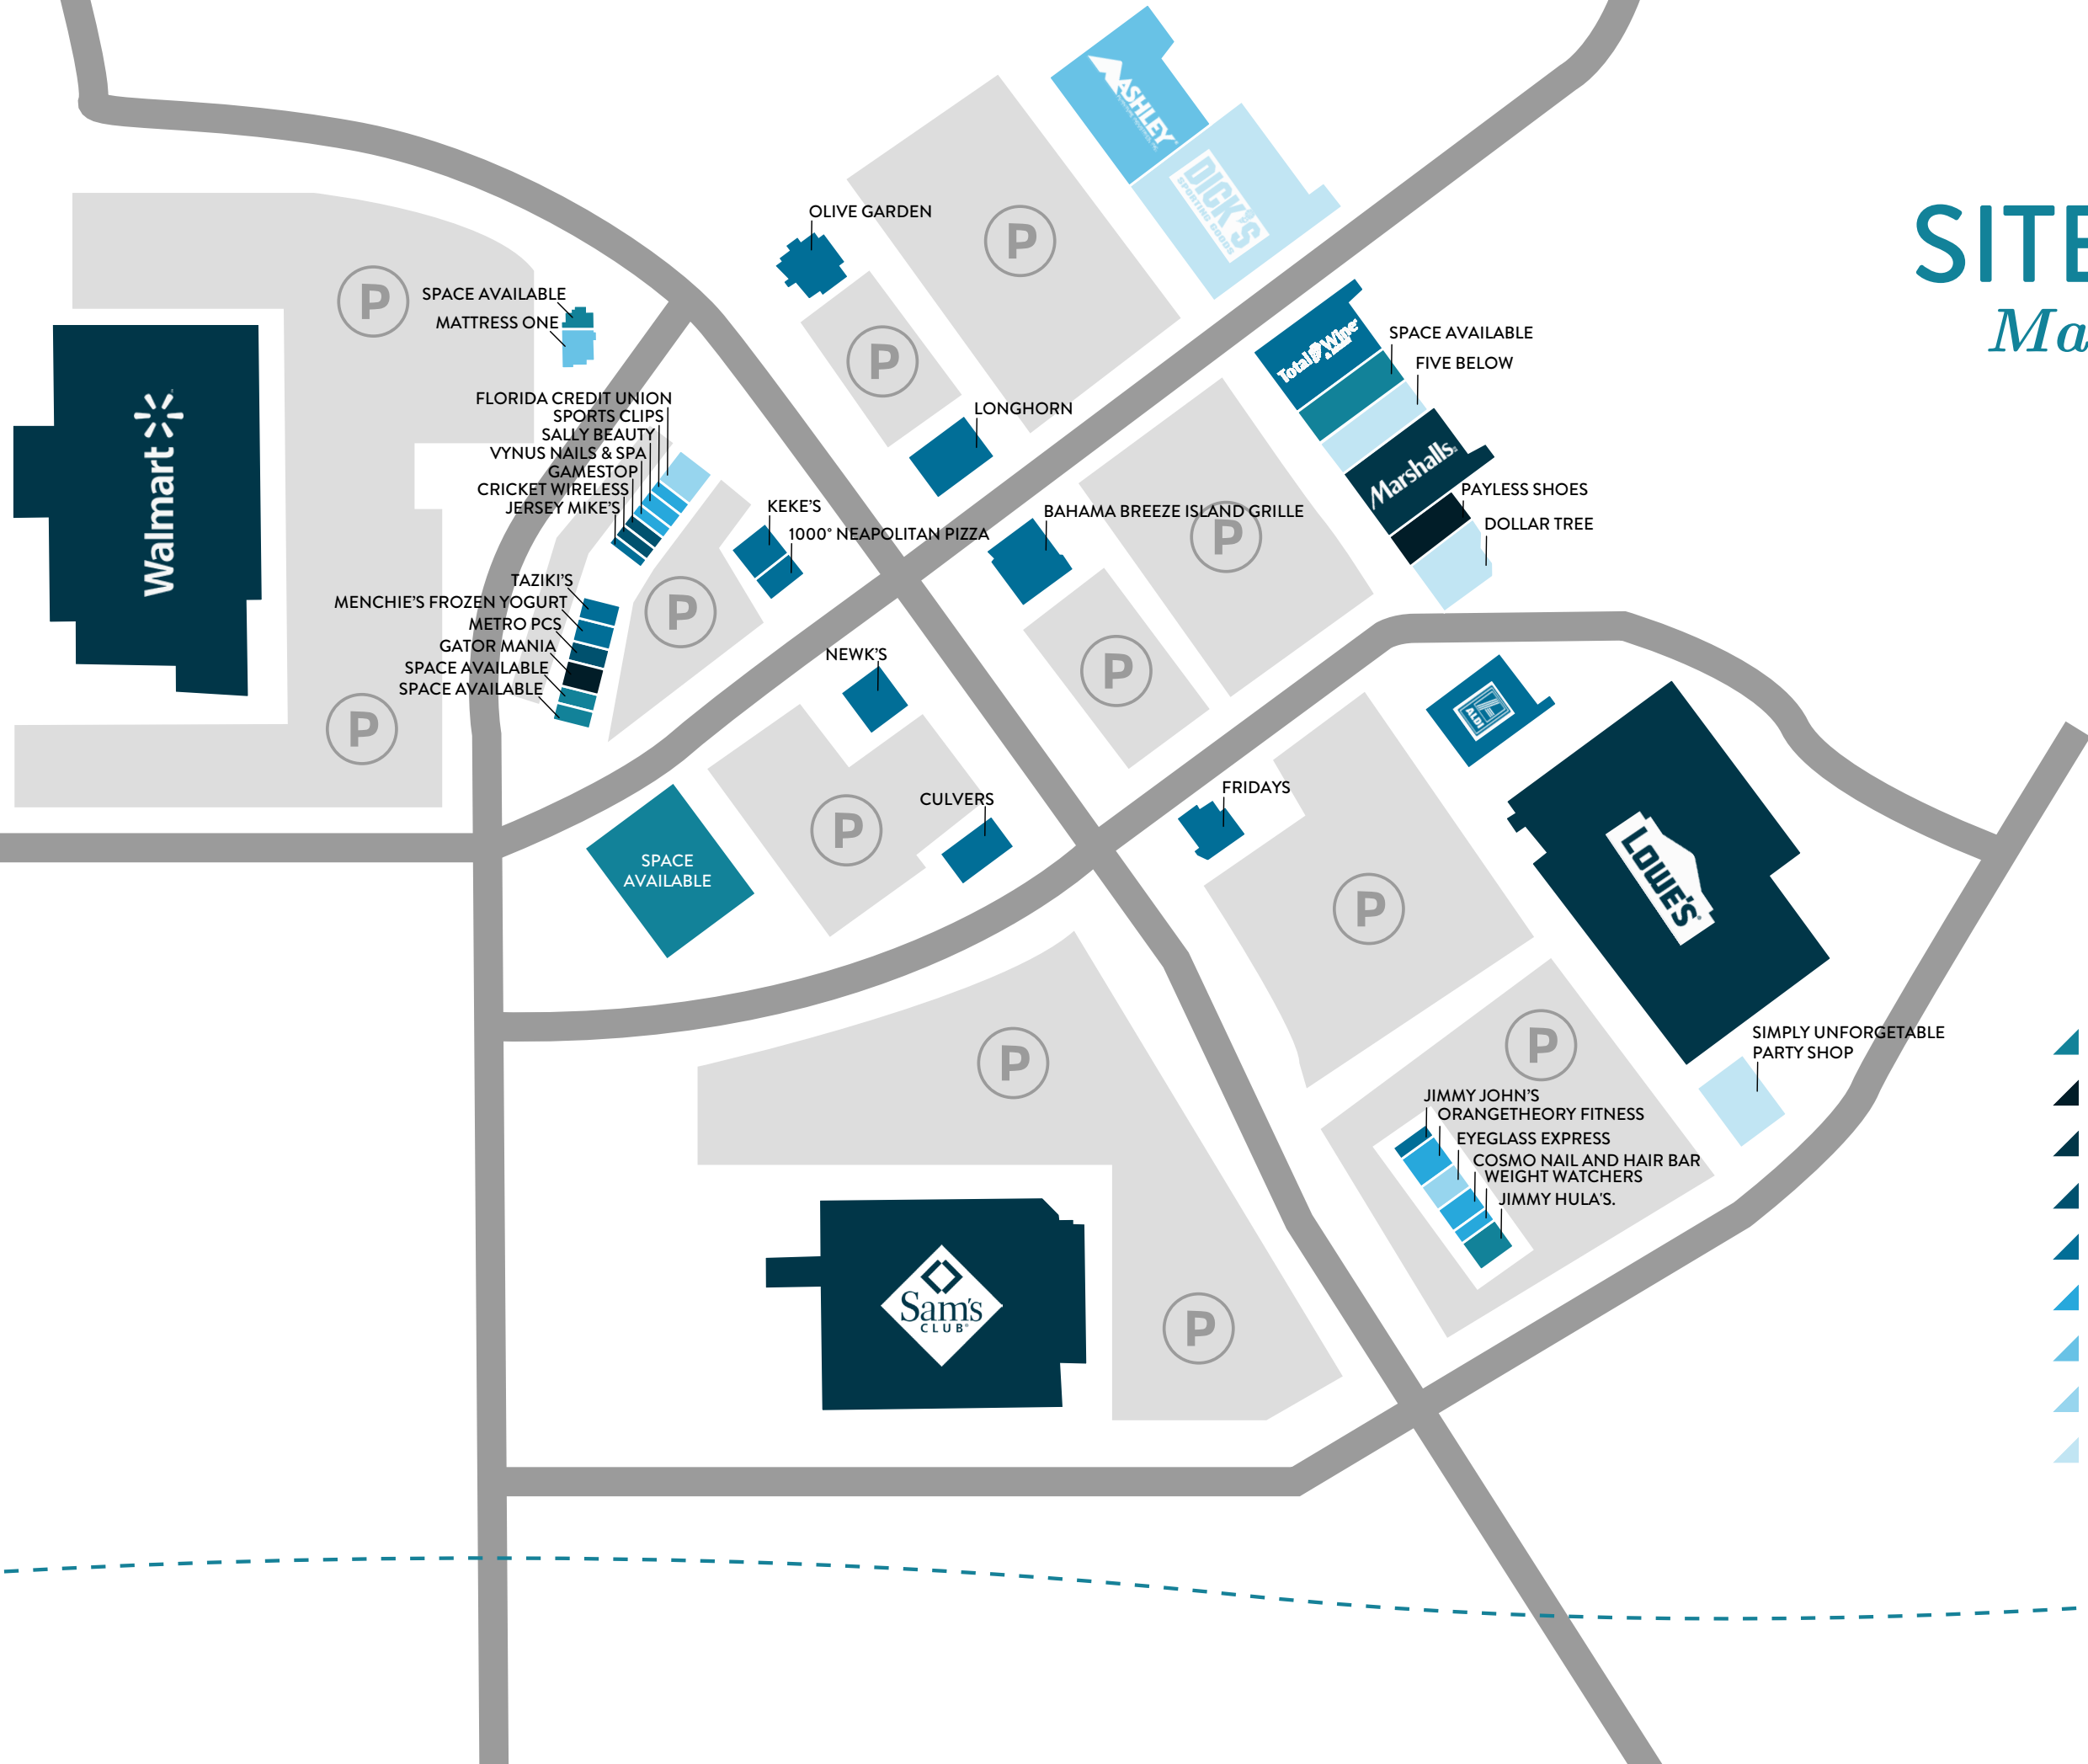 SITE
Ma
ASHLEY
DICK'S
SPORTING GOODS
OLIVE GARDEN
P
P
SPACE AVAILABLE
MATTRESS ONE
P
Walmart
Total Wine
SPACE AVAILABLE
FIVE BELOW
Marshalls
PAYLESS SHOES
DOLLAR TREE
FLORIDA CREDIT UNION
SPORTS CLIPS
SALLY BEAUTY
VYNUS NAILS & SPA
GAMESTOP
CRICKET WIRELESS
JERSEY MIKE'S
LONGHORN
KEKE'S
1000° NEAPOLITAN PIZZA
BAHAMA BREEZE ISLAND GRILLE
P
TAZIKI'S
MENCHIE'S FROZEN YOGURT
METRO PCS
GATOR MANIA
SPACE AVAILABLE
SPACE AVAILABLE
P
P
P
NEWK'S
ALDI
CULVERS
FRIDAYS
P
SPACE
AVAILABLE
P
LOWE'S
P
P
SIMPLY UNFORGETABLE
PARTY SHOP
JIMMY JOHN'S
ORANGETHEORY FITNESS
EYEGLASS EXPRESS
COSMO NAIL AND HAIR BAR
WEIGHT WATCHERS
JIMMY HULA'S.
Sam's
CLUB
P